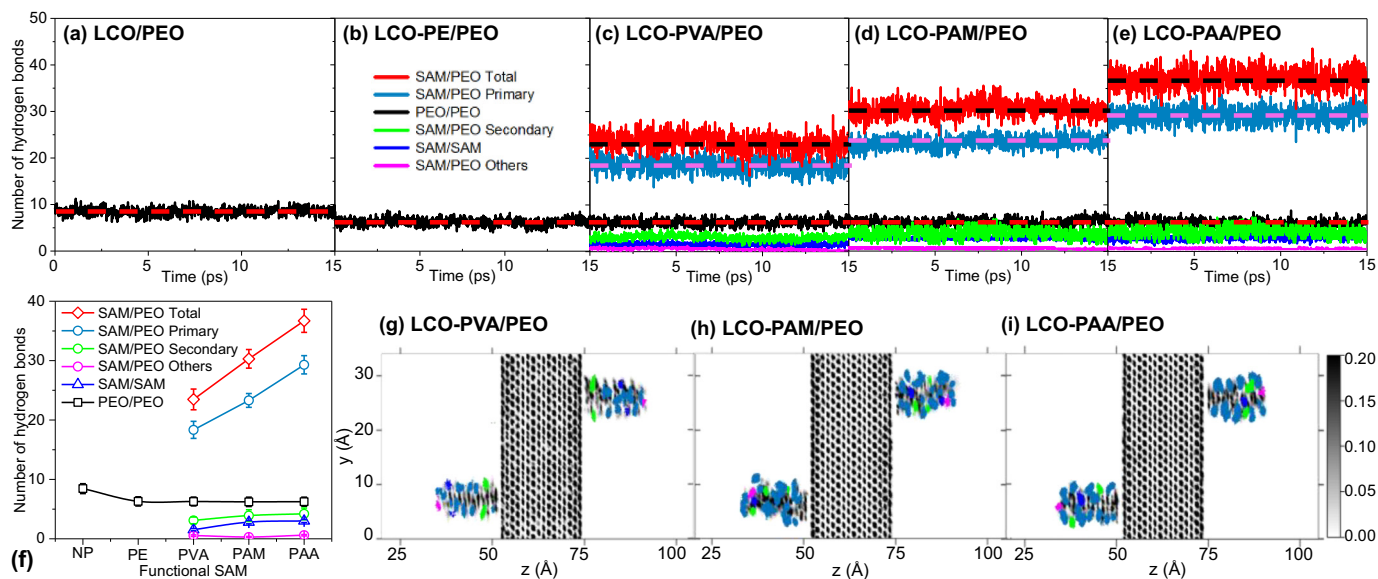 (a) LCO/PEO
(b) LCO-PE/PEO
(c) LCO-PVA/PEO
(d) LCO-PAM/PEO
(e) LCO-PAA/PEO
Number of hydrogen bonds
50
40
30
20
10
0
SAM/PEO Total
SAM/PEO Primary
PEO/PEO
SAM/PEO Secondary
SAM/SAM
SAM/PEO Others
0 5 10 15 5 10 15 5 10 15 5 10 15 5 10 15
Time (ps) Time (ps) Time (ps) Time (ps) Time (ps)
(f)
Number of hydrogen bonds
40
30
20
10
0
SAM/PEO Total
SAM/PEO Primary
SAM/PEO Secondary
SAM/PEO Others
SAM/SAM
PEO/PEO
NP PE PVA PAM PAA
Functional SAM
(g) LCO-PVA/PEO
(h) LCO-PAM/PEO
(i) LCO-PAA/PEO
y (Å)
30
20
10
0
25 50 75 100 25 50 75 100 25 50 75 100
z (Å) z (Å) z (Å)
0.20
0.15
0.10
0.05
0.00